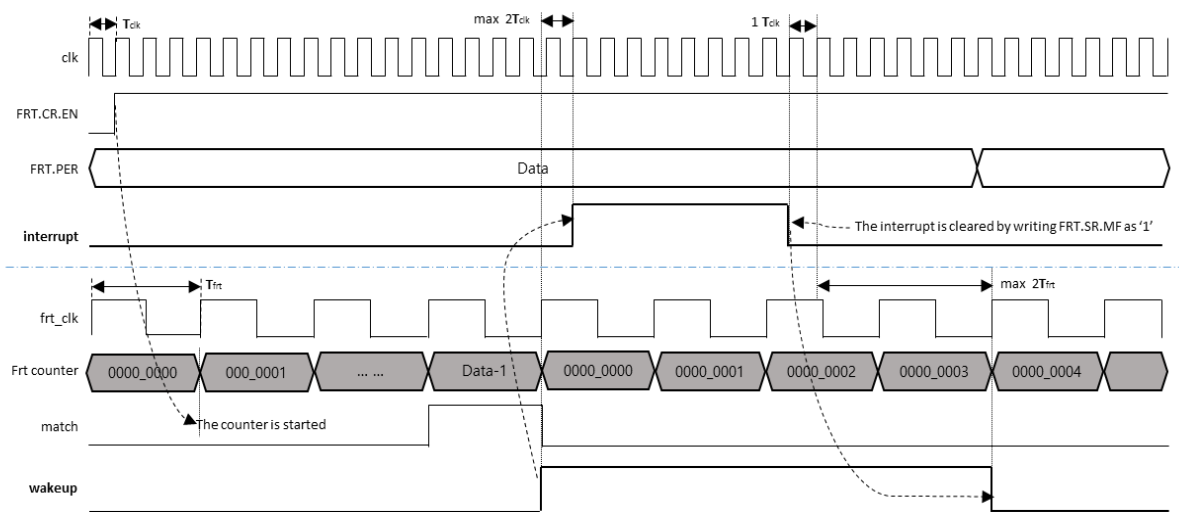 Tclk
max 2Tclk
1 Tclk
clk
FRT.CR.EN
FRT.PER
Data
interrupt
The interrupt is cleared by writing FRT.SR.MF as '1'
Tfrt
max 2Tfrt
frt_clk
Frt counter
0000_0000
000_0001
... ...
Data-1
0000_0000
0000_0001
0000_0002
0000_0003
0000_0004
match
The counter is started
wakeup